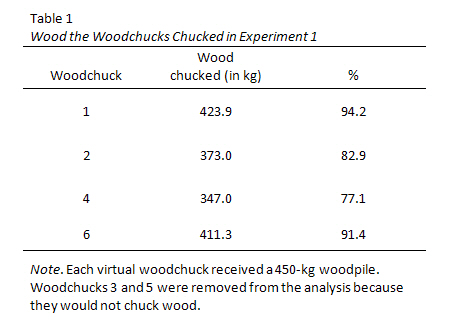 Table 1
Wood the Woodchucks Chucked in Experiment 1
Wood
Woodchuck chucked (in kg) %
1 423.9 94.2
2 373.0 82.9
4 347.0 77.1
6 411.3 91.4
Note. Each virtual woodchuck received a 450-kg woodpile.
Woodchucks 3 and 5 were removed from the analysis because
they would not chuck wood.